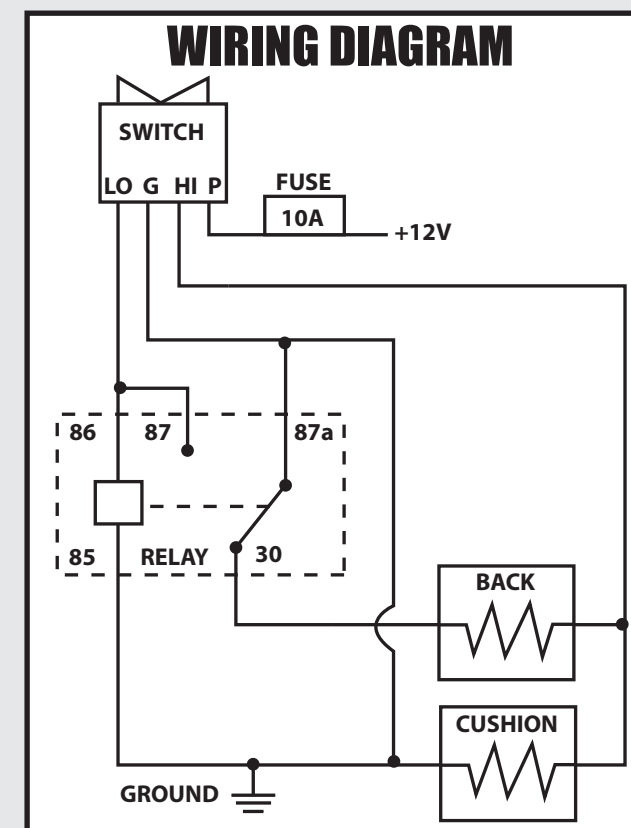 WIRING DIAGRAM
SWITCH
LO G HI P
FUSE
10A
+12V
86 87 87a
85 RELAY 30
BACK
CUSHION
GROUND